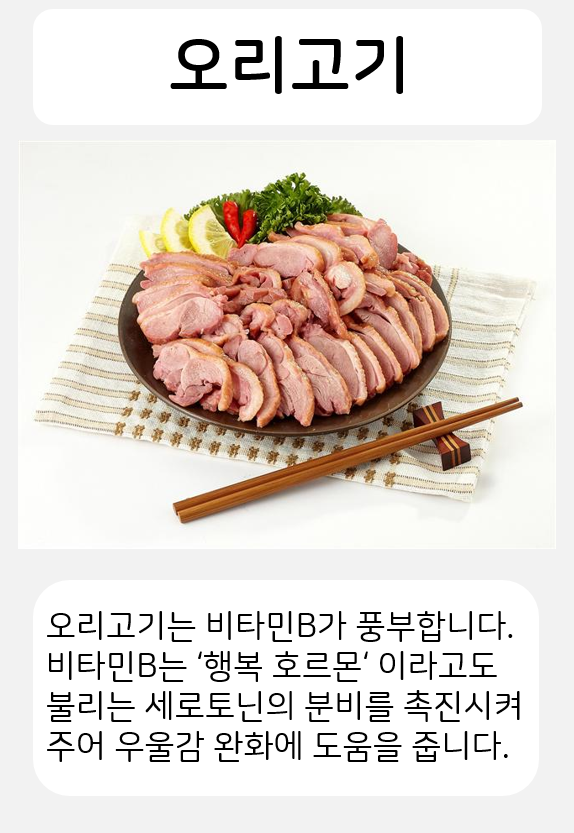 오리고기
오리고기는 비타민B가 풍부합니다.
비타민B는 ‘행복 호르몬‘ 이라고도
불리는 세로토닌의 분비를 촉진시켜
주어 우울감 완화에 도움을 줍니다.